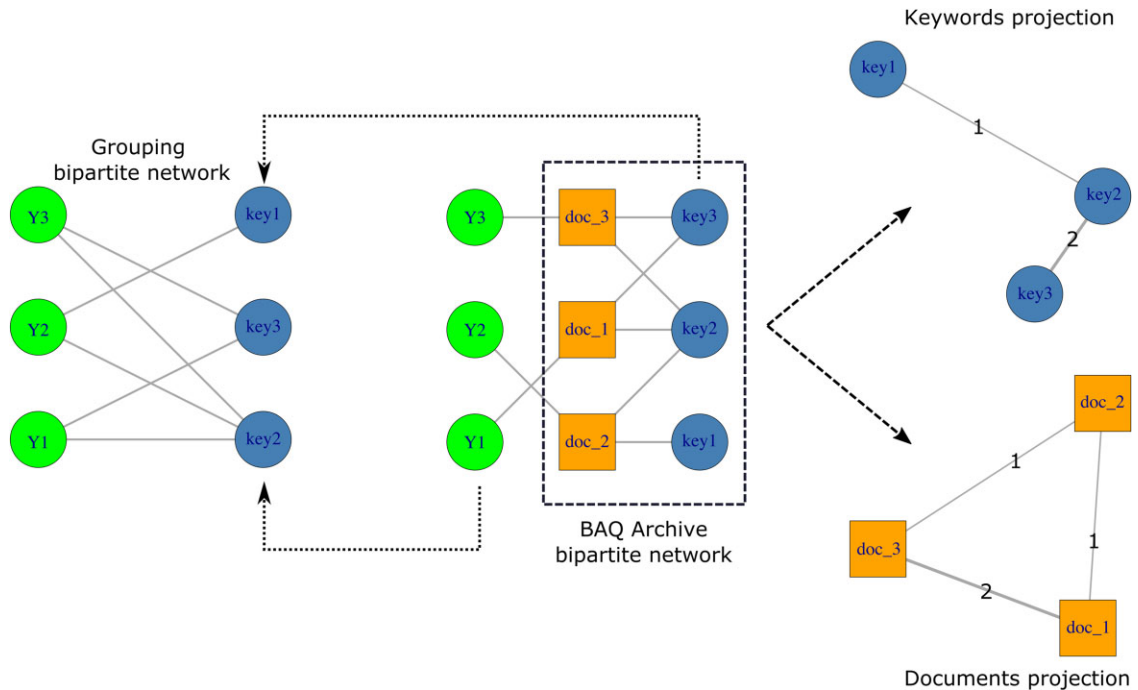 Grouping
bipartite network
Y3
Y2
Y1
key1
key3
key2
Y3
Y2
Y1
doc_3
doc_1
doc_2
key3
key2
key1
BAQ Archive
bipartite network
Keywords projection
key1
1
key2
2
key3
doc_2
1
doc_3
1
2
doc_1
Documents projection